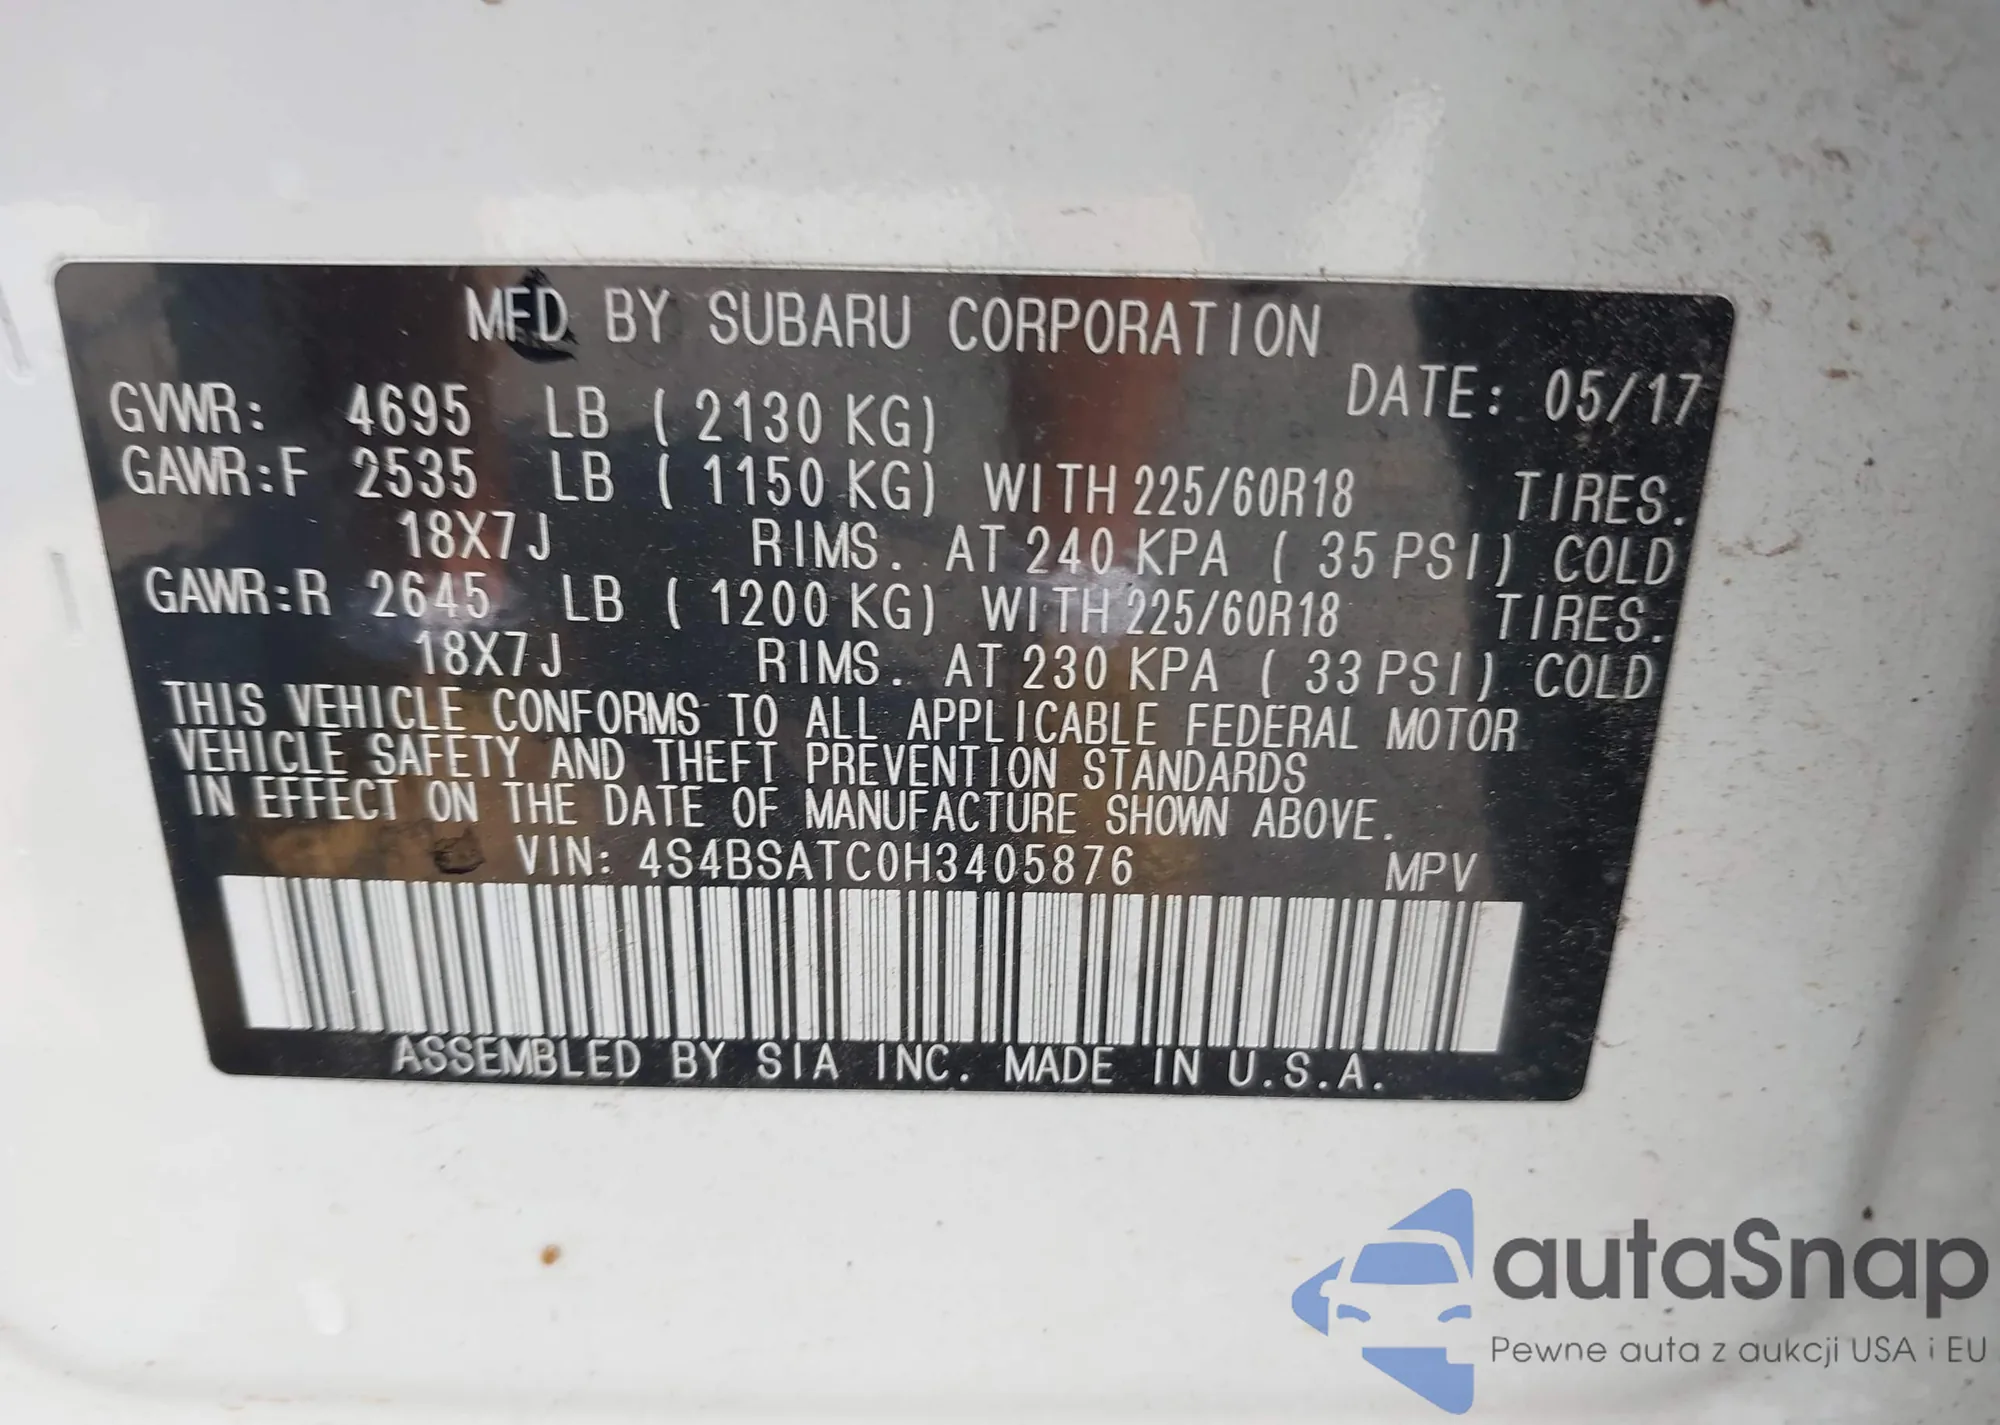 MFD BY SUBARU CORPORATION
DATE: 05/17
GVWR: 4695 LB ( 2130 KG)
GAWR:F 2535 LB ( 1150 KG) WITH 225/60R18 TIRES.
18X7J RIMS. AT 240 KPA ( 35 PSI) COLD
GAWR:R 2645 LB ( 1200 KG) WITH 225/60R18 TIRES.
18X7J RIMS. AT 230 KPA ( 33 PSI) COLD
THIS VEHICLE CONFORMS TO ALL APPLICABLE FEDERAL MOTOR
VEHICLE SAFETY AND THEFT PREVENTION STANDARDS
IN EFFECT ON THE DATE OF MANUFACTURE SHOWN ABOVE.
VIN: 4S4BSATC0H3405876 MPV
ASSEMBLED BY SIA INC. MADE IN U.S.A.
autaSnap
Pewne auta z aukcji USA i EU